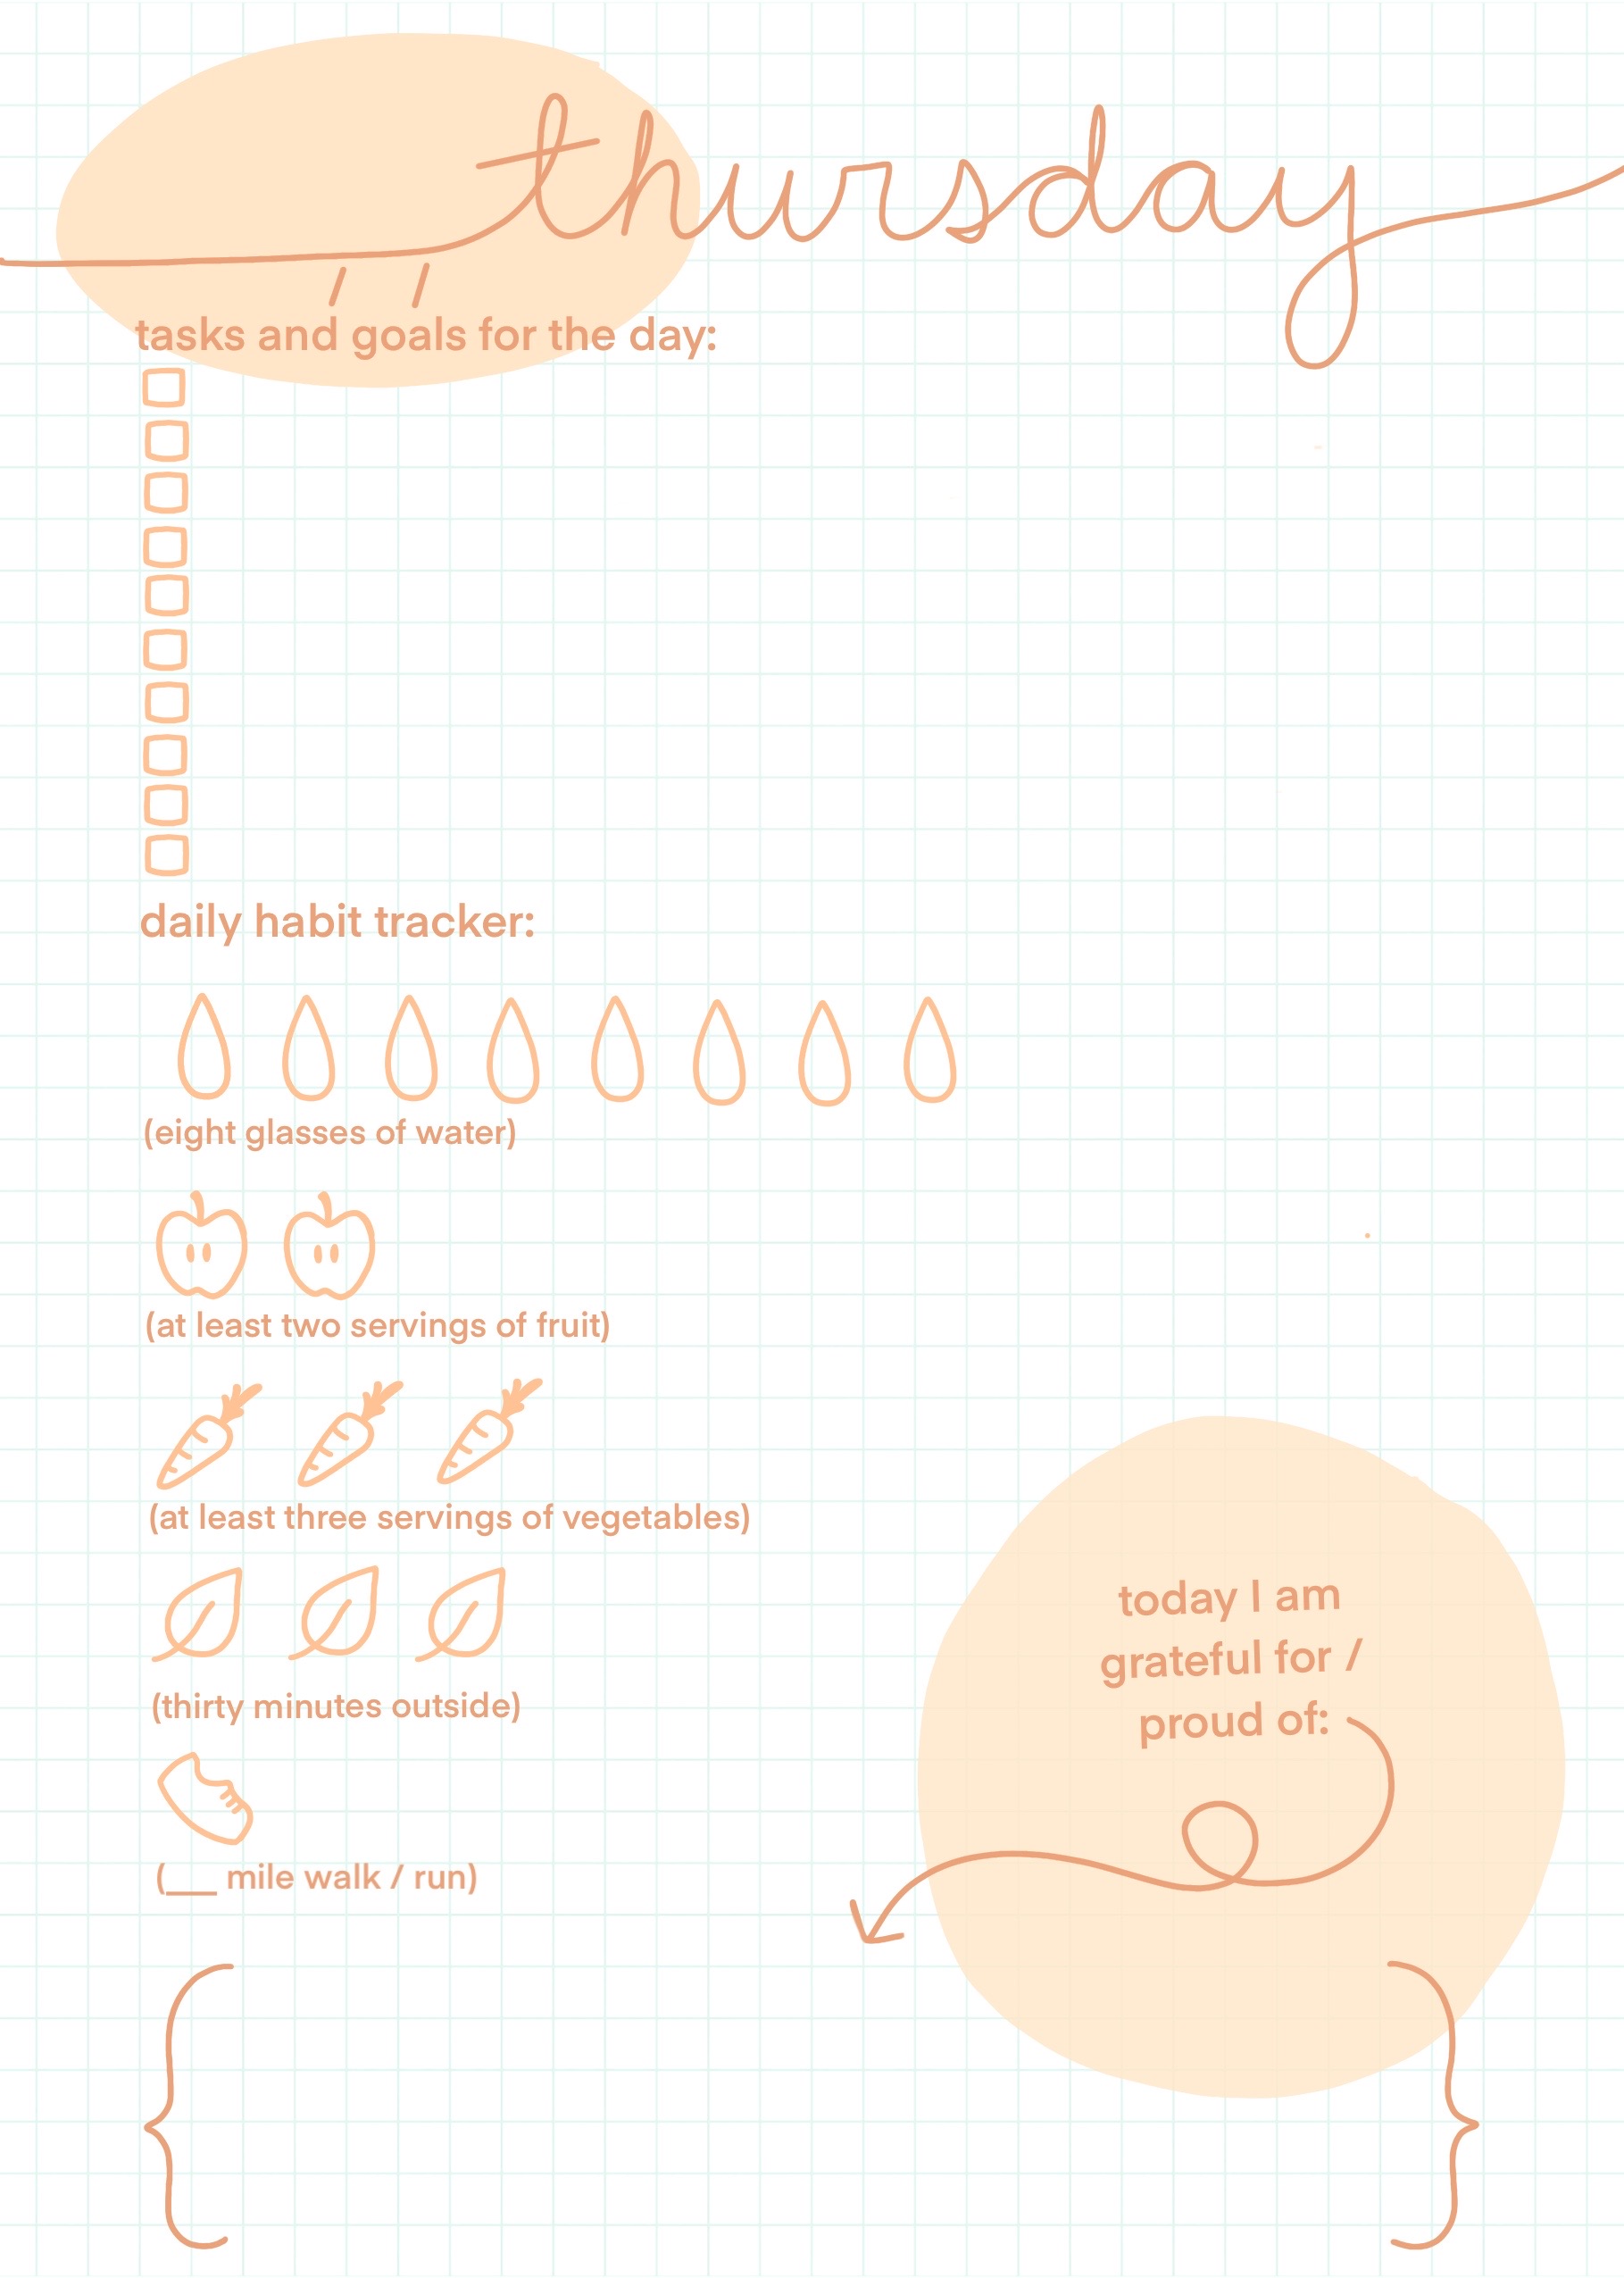 thursday
tasks and goals for the day:
daily habit tracker:
(eight glasses of water)
(at least two servings of fruit)
(at least three servings of vegetables)
(thirty minutes outside)
(___ mile walk / run)
today I am
grateful for /
proud of: